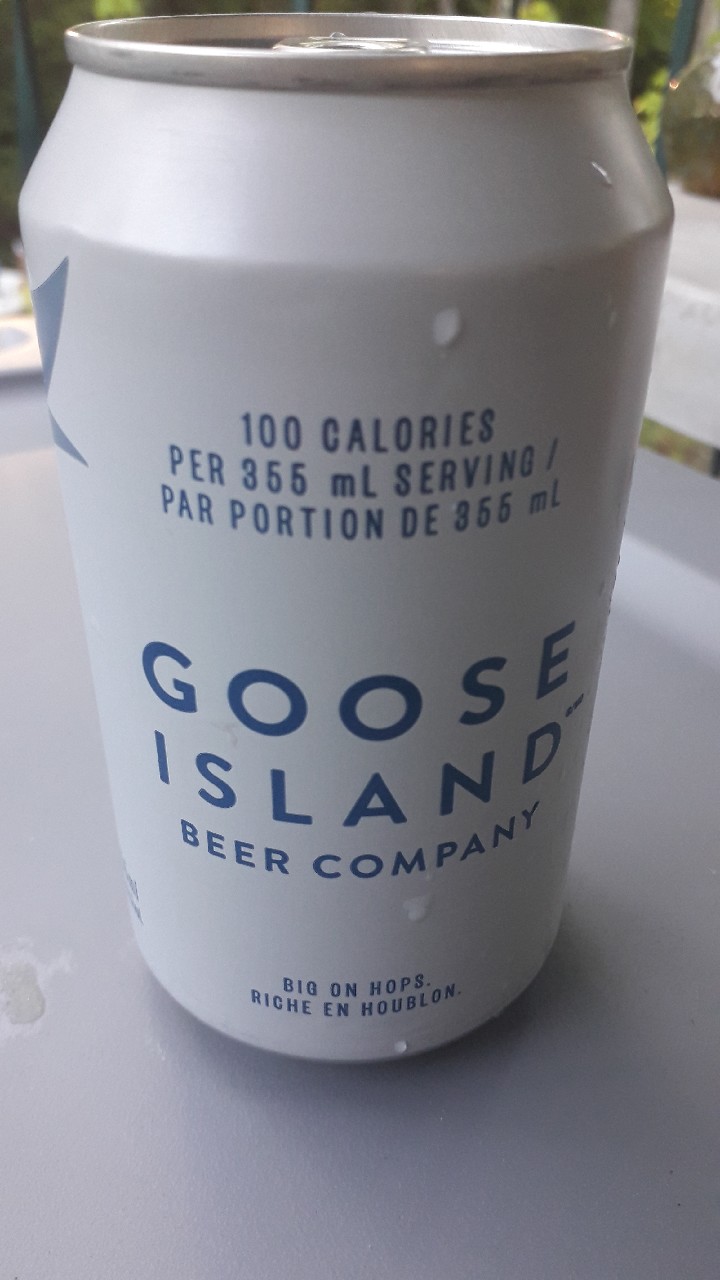 100 CALORIES
PER 355 mL SERVING /
PAR PORTION DE 355 mL
GOOSE
ISLAND
BEER COMPANY
BIG ON HOPS.
RICHE EN HOUBLON.